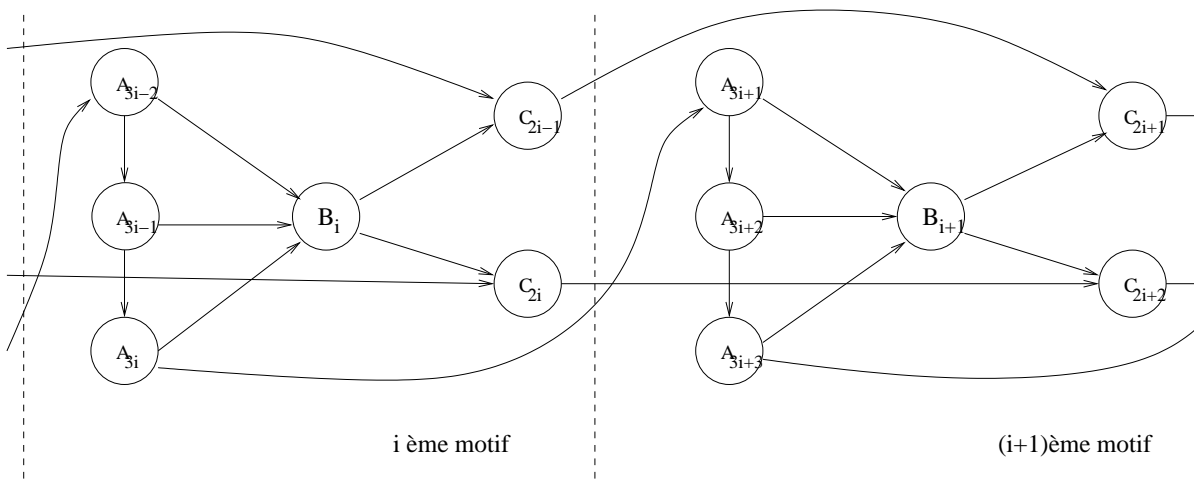 A3i−2
A3i−1
A3i
Bi
C2i−1
C2i
i ème motif
A3i+1
A3i+2
A3i+3
Bi+1
C2i+1
C2i+2
(i+1)ème motif